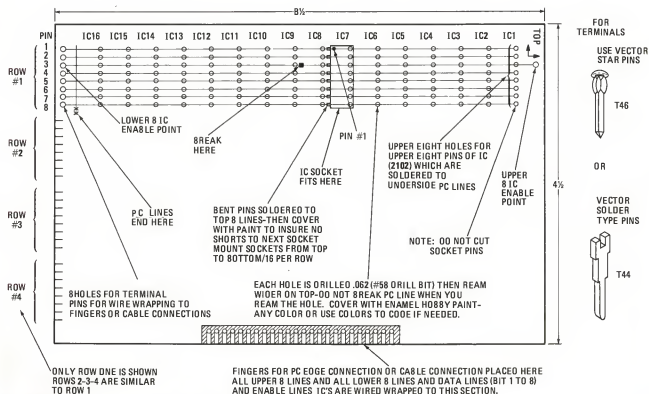 8½
FOR
TERMINALS
USE VECTOR
STAR PINS
T46
OR
VECTOR
SOLDER
TYPE PINS
T44
PIN
IC16 IC15 IC14 IC13 IC12 IC11 IC10 IC9 IC8 IC7 IC6 IC5 IC4 IC3 IC2 IC1
TOP
1
2
3
4
5
6
7
8
ROW
#1
ROW
#2
ROW
#3
ROW
#4
4½
LOWER 8 IC
ENABLE POINT
BREAK
HERE
PIN #1
IC SOCKET
FITS HERE
UPPER EIGHT HOLES FOR
UPPER EIGHT PINS OF IC
(2102) WHICH ARE
SOLDERED TO
UNDERSIDE PC LINES
UPPER
8 IC
ENABLE
POINT
xx
PC LINES
END HERE
BENT PINS SOLDERED TO
TOP 8 LINES-THEN COVER
WITH PAINT TO INSURE NO
SHORTS TO NEXT SOCKET
MOUNT SOCKETS FROM TOP
TO BOTTOM/16 PER ROW
NOTE: DO NOT CUT
SOCKET PINS
8HOLES FOR TERMINAL
PINS FOR WIRE WRAPPING TO
FINGERS OR CABLE CONNECTIONS
EACH HOLE IS DRILLED .062 (#58 DRILL BIT) THEN REAM
WIDER ON TOP-DO NOT BREAK PC LINE WHEN YOU
REAM THE HOLE. COVER WITH ENAMEL HOBBY PAINT-
ANY COLOR OR USE COLORS TO CODE IF NEEDED.
ONLY ROW ONE IS SHOWN
ROWS 2-3-4 ARE SIMILAR
TO ROW 1
FINGERS FOR PC EDGE CONNECTION OR CABLE CONNECTION PLACED HERE
ALL UPPER 8 LINES AND ALL LOWER 8 LINES AND DATA LINES (BIT 1 TO 8)
AND ENABLE LINES IC'S ARE WIRED WRAPPED TO THIS SECTION.